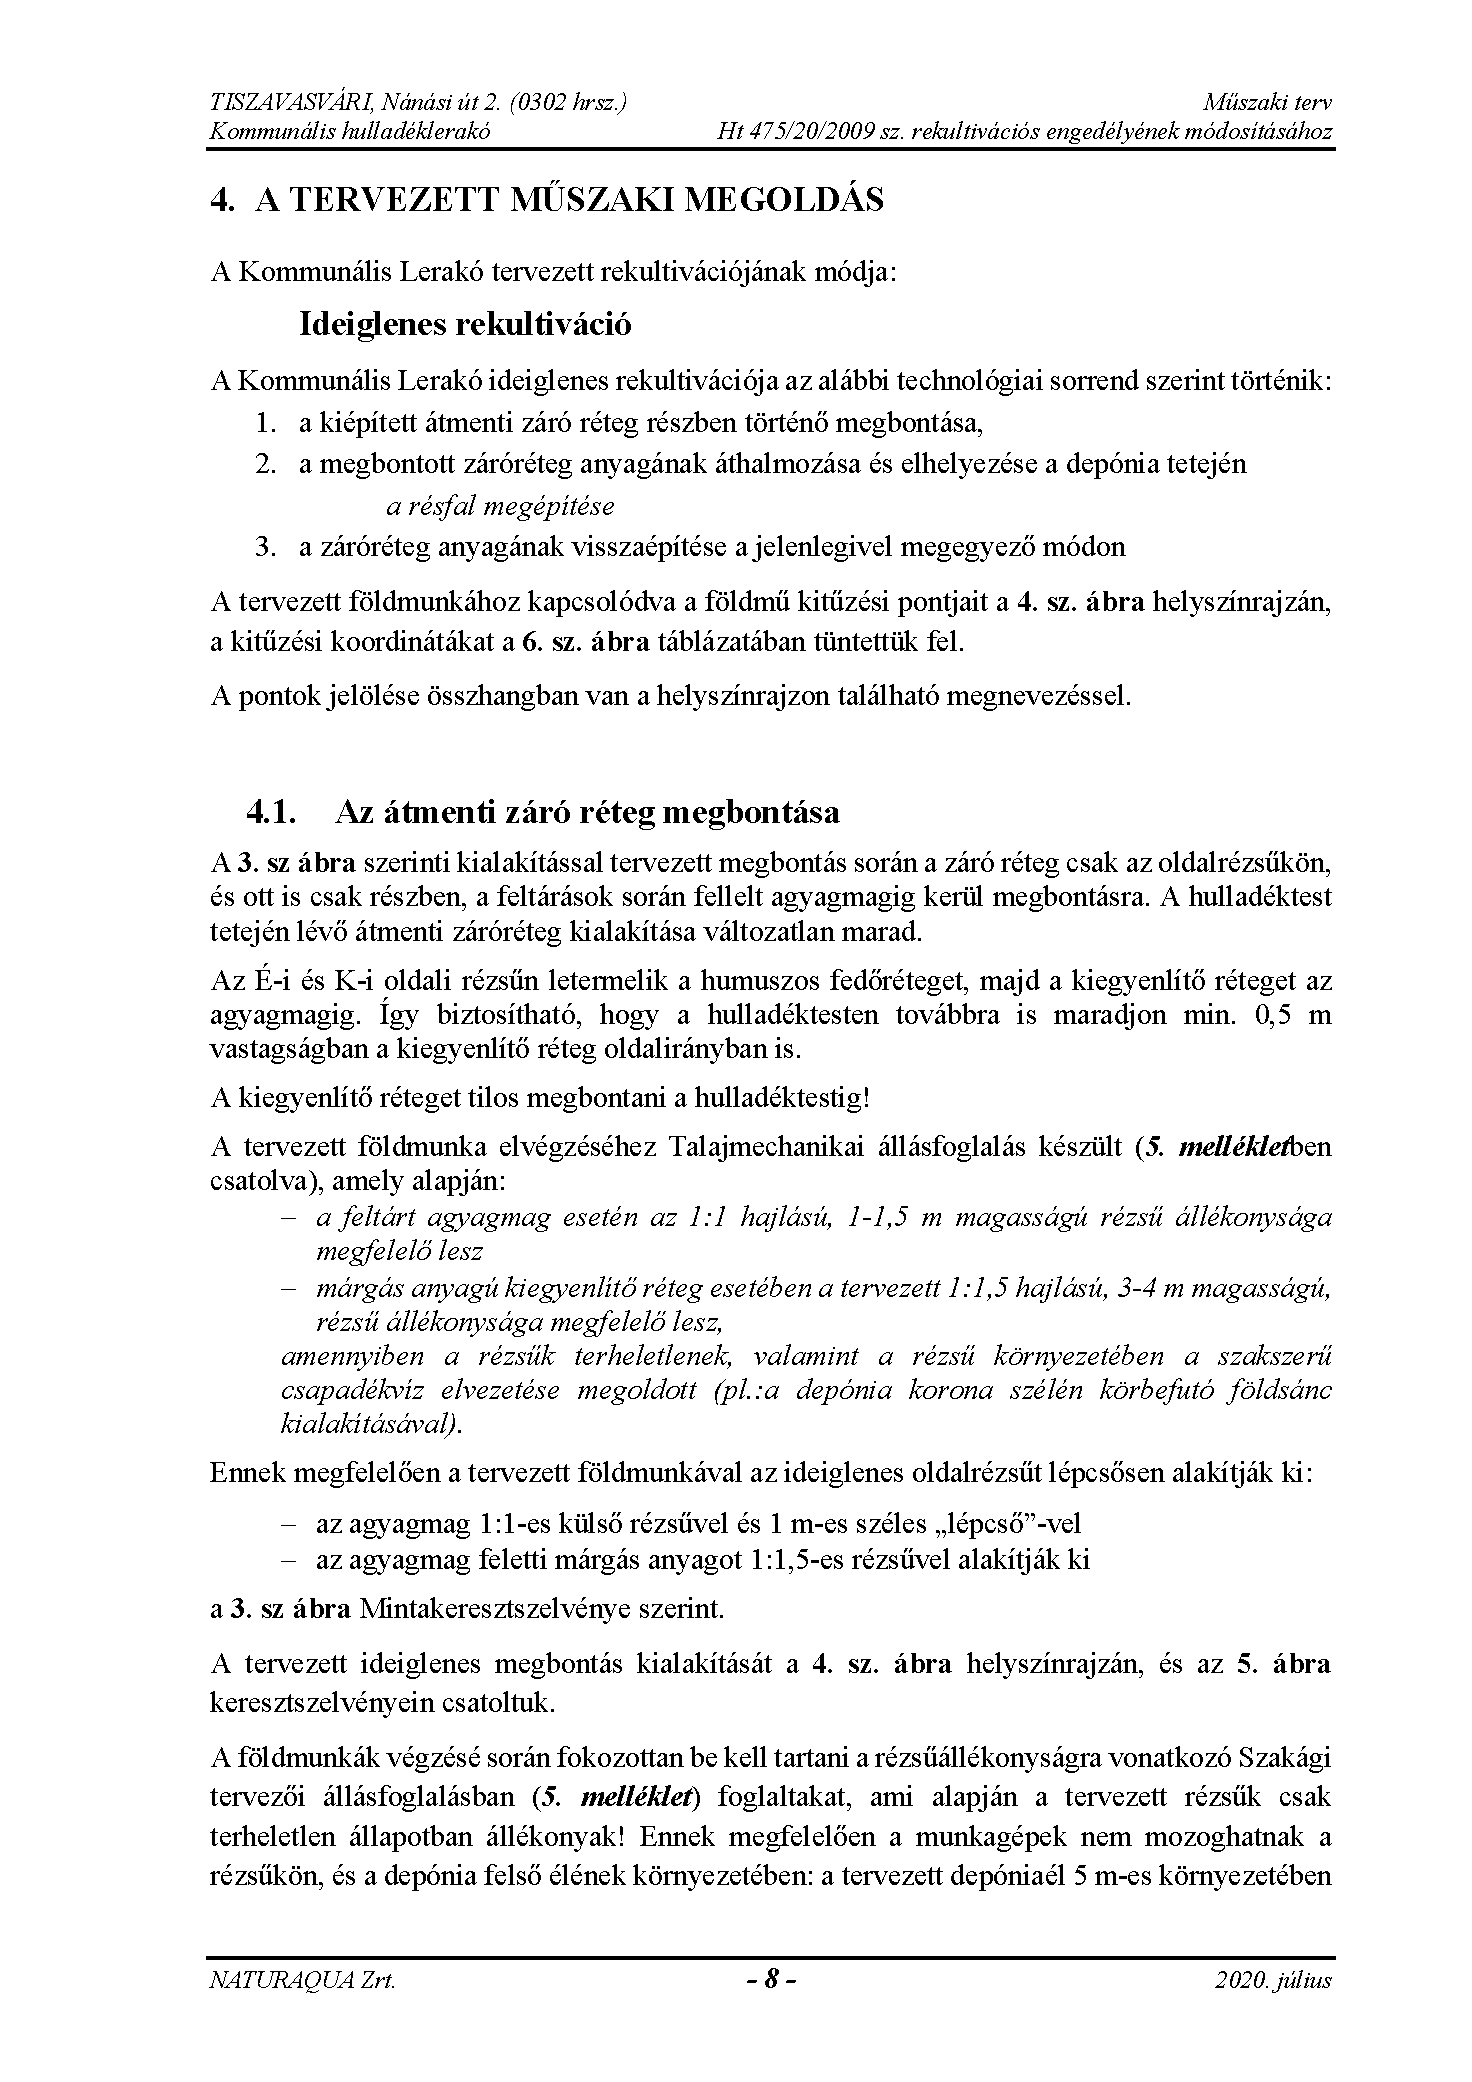 TISZAVASVÁRI, Nánási út 2. (0302 hrsz.) Műszaki terv
Kommunális hulladéklerakó Ht 475/20/2009 sz. rekultivációs engedélyének módosításához
4. A TERVEZETT MŰSZAKI MEGOLDÁS
A Kommunális Lerakó tervezett rekultivációjának módja:
Ideiglenes rekultiváció
A Kommunális Lerakó ideiglenes rekultivációja az alábbi technológiai sorrend szerint történik:
1. a kiépített átmenti záró réteg részben történő megbontása,
2. a megbontott záróréteg anyagának áthalmozása és elhelyezése a depónia tetején
a résfal megépítése
3. a záróréteg anyagának visszaépítése a jelenlegivel megegyező módon
A tervezett földmunkához kapcsolódva a földmű kitűzési pontjait a 4. sz. ábra helyszínrajzán,
a kitűzési koordinátákat a 6. sz. ábra táblázatában tüntettük fel.
A pontok jelölése összhangban van a helyszínrajzon található megnevezéssel.
4.1. Az átmenti záró réteg megbontása
A 3. sz ábra szerinti kialakítással tervezett megbontás során a záró réteg csak az oldalrézsűkön,
és ott is csak részben, a feltárások során fellelt agyagmagig kerül megbontásra. A hulladéktest
tetején lévő átmenti záróréteg kialakítása változatlan marad.
Az É-i és K-i oldali rézsűn letermelik a humuszos fedőréteget, majd a kiegyenlítő réteget az
agyagmagig. Így biztosítható, hogy a hulladéktesten továbbra is maradjon min. 0,5 m
vastagságban a kiegyenlítő réteg oldalirányban is.
A kiegyenlítő réteget tilos megbontani a hulladéktestig!
A tervezett földmunka elvégzéséhez Talajmechanikai állásfoglalás készült (5. mellékletben
csatolva), amely alapján:
– a feltárt agyagmag esetén az 1:1 hajlású, 1-1,5 m magasságú rézsű állékonysága
megfelelő lesz
– márgás anyagú kiegyenlítő réteg esetében a tervezett 1:1,5 hajlású, 3-4 m magasságú,
rézsű állékonysága megfelelő lesz,
amennyiben a rézsűk terheletlenek, valamint a rézsű környezetében a szakszerű
csapadékvíz elvezetése megoldott (pl.:a depónia korona szélén körbefutó földsánc
kialakításával).
Ennek megfelelően a tervezett földmunkával az ideiglenes oldalrézsűt lépcsősen alakítják ki:
– az agyagmag 1:1-es külső rézsűvel és 1 m-es széles „lépcső”-vel
– az agyagmag feletti márgás anyagot 1:1,5-es rézsűvel alakítják ki
a 3. sz ábra Mintakeresztszelvénye szerint.
A tervezett ideiglenes megbontás kialakítását a 4. sz. ábra helyszínrajzán, és az 5. ábra
keresztszelvényein csatoltuk.
A földmunkák végzésé során fokozottan be kell tartani a rézsűállékonyságra vonatkozó Szakági
tervezői állásfoglalásban (5. melléklet) foglaltakat, ami alapján a tervezett rézsűk csak
terheletlen állapotban állékonyak! Ennek megfelelően a munkagépek nem mozoghatnak a
rézsűkön, és a depónia felső élének környezetében: a tervezett depóniaél 5 m-es környezetében
NATURAQUA Zrt. - 8 - 2020. július